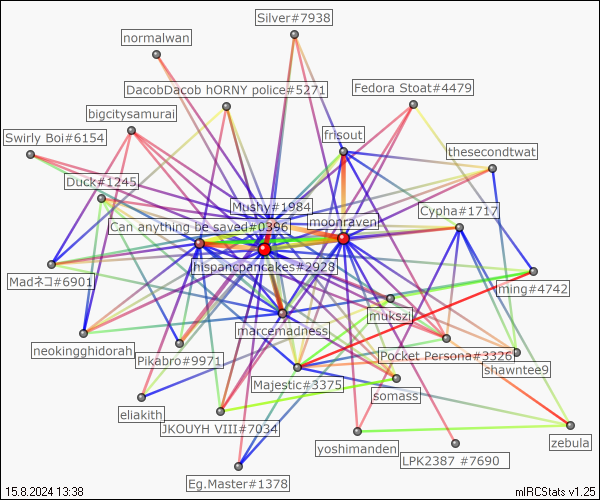 Silver#7938
normalwan
DacobDacob hORNY police#5271
Fedora Stoat#4479
bigcitysamurai
frisout
Swirly Boi#6154
thesecondtwat
Duck#1245
Mushy#1984
Cypha#1717
moonraven
Can anything be saved#0396
hispancpancakes#2928
Madネコ#6901
ming#4742
mukszi
marcemadness
neokingghidorah
Pikabro#9971
Pocket Persona#3326
shawntee9
Majestic#3375
somass
eliakith
JKOUYH VIII#7034
yoshimanden
zebula
LPK2387 #7690
Eg.Master#1378
15.8.2024 13:38
mIRCStats v1.25